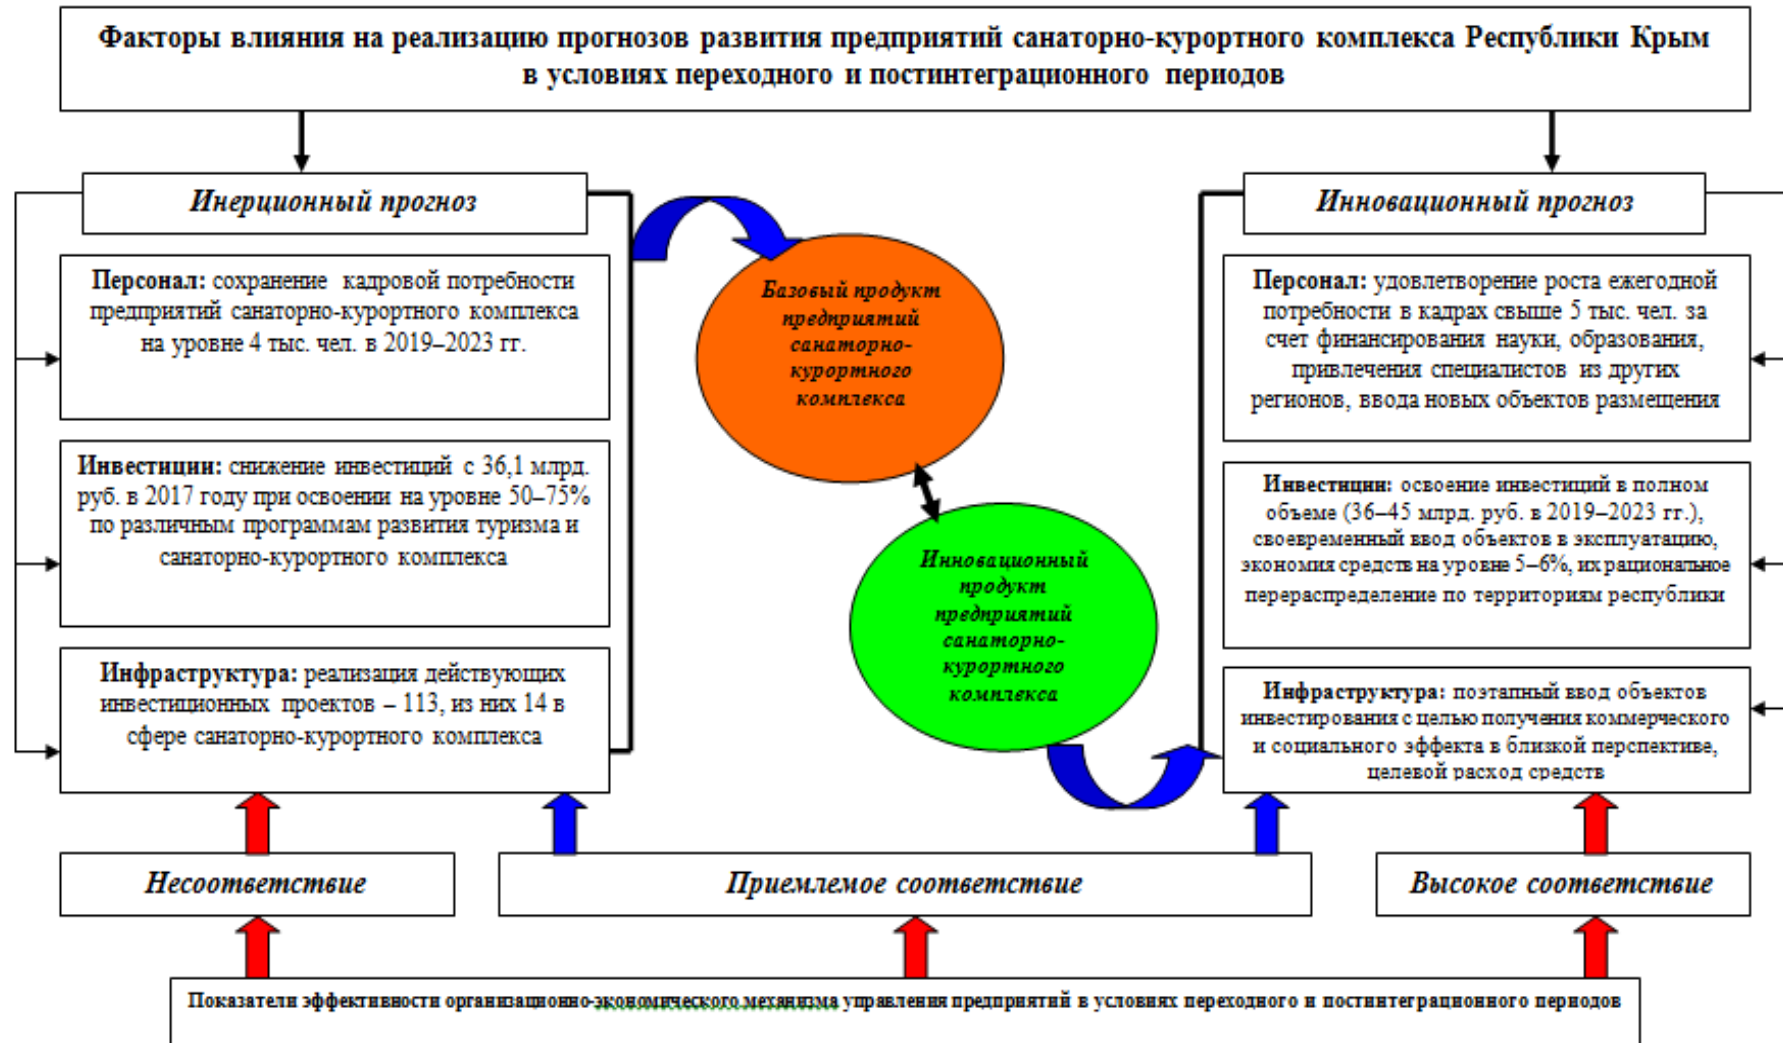 Факторы влияния на реализацию прогнозов развития предприятий санаторно-курортного комплекса Республики Крым
в условиях переходного и постинтеграционного периодов
Инерционный прогноз
Инновационный прогноз
Персонал: сохранение кадровой потребности
предприятий санаторно-курортного комплекса
на уровне 4 тыс. чел. в 2019–2023 гг.
Инвестиции: снижение инвестиций с 36,1 млрд.
руб. в 2017 году при освоении на уровне 50–75%
по различным программам развития туризма и
санаторно-курортного комплекса
Инфраструктура: реализация действующих
инвестиционных проектов – 113, из них 14 в
сфере санаторно-курортного комплекса
Базовый продукт
предприятий
санаторно-
курортного
комплекса
Инновационный
продукт
предприятий
санаторно-
курортного
комплекса
Персонал: удовлетворение роста ежегодной
потребности в кадрах свыше 5 тыс. чел. за
счет финансирования науки, образования,
привлечения специалистов из других
регионов, ввода новых объектов размещения
Инвестиции: освоение инвестиций в полном
объеме (36–45 млрд. руб. в 2019–2023 гг.),
своевременный ввод объектов в эксплуатацию,
экономия средств на уровне 5–6%, их рациональное
перераспределение по территориям республики
Инфраструктура: поэтапный ввод объектов
инвестирования с целью получения коммерческого
и социального эффекта в близкой перспективе,
целевой расход средств
Несоответствие
Приемлемое соответствие
Высокое соответствие
Показатели эффективности организационно-экономического механизма управления предприятий в условиях переходного и постинтеграционного периодов